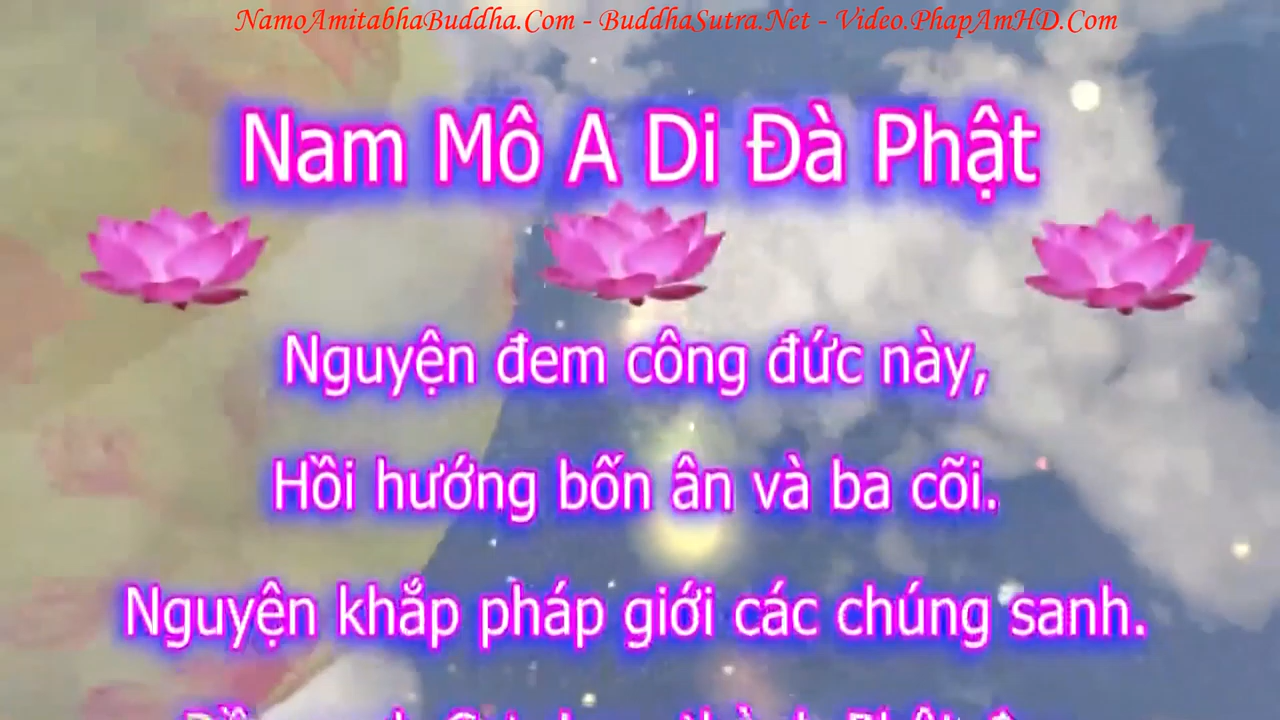 NamoAmitabhaBuddha.Com - BuddhaSutra.Net - Video.PhapAmHD.Com
Nam Mô A Di Đà Phật
Nguyện đem công đức này,
Hồi hướng bốn ân và ba cõi.
Nguyện khắp pháp giới các chúng sanh.